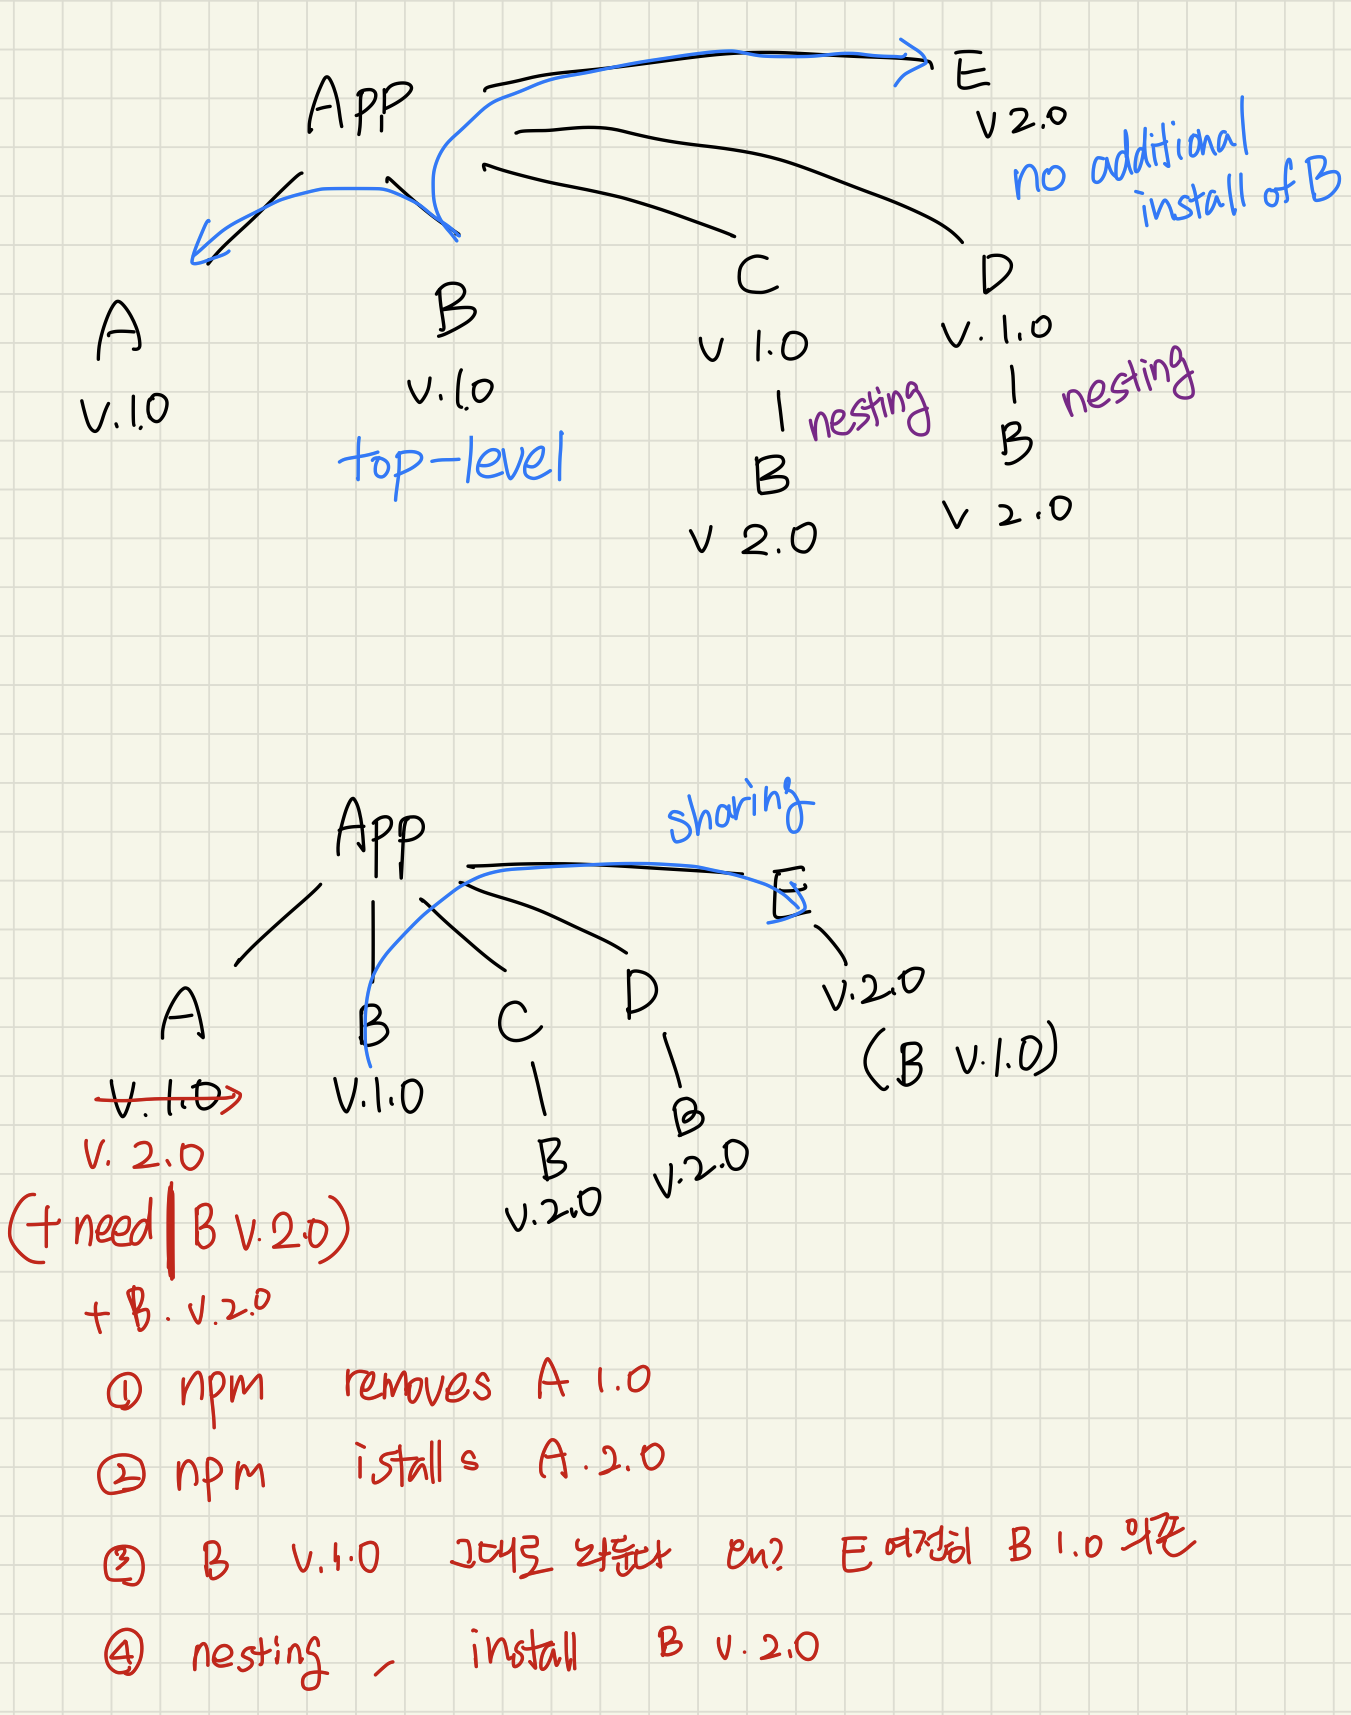 App
E
v 2.0
no additional
install of B
A
v.1.0
B
v.1.0
top-level
C
v 1.0
nesting
B
v 2.0
D
v.1.0
nesting
B
v 2.0
sharing
App
E
v.2.0
(B v.1.0)
A
v.1.0
v.2.0
(+ need B v.2.0)
+ B. v.2.0
B
v.1.0
C
B
v.2.0
D
B
v.2.0
① npm removes A 1.0
② npm istalls A.2.0
③ B v.1.0 그대로 놔둔다 왜? E 여전히 B 1.0 의존
④ nesting, install B v.2.0